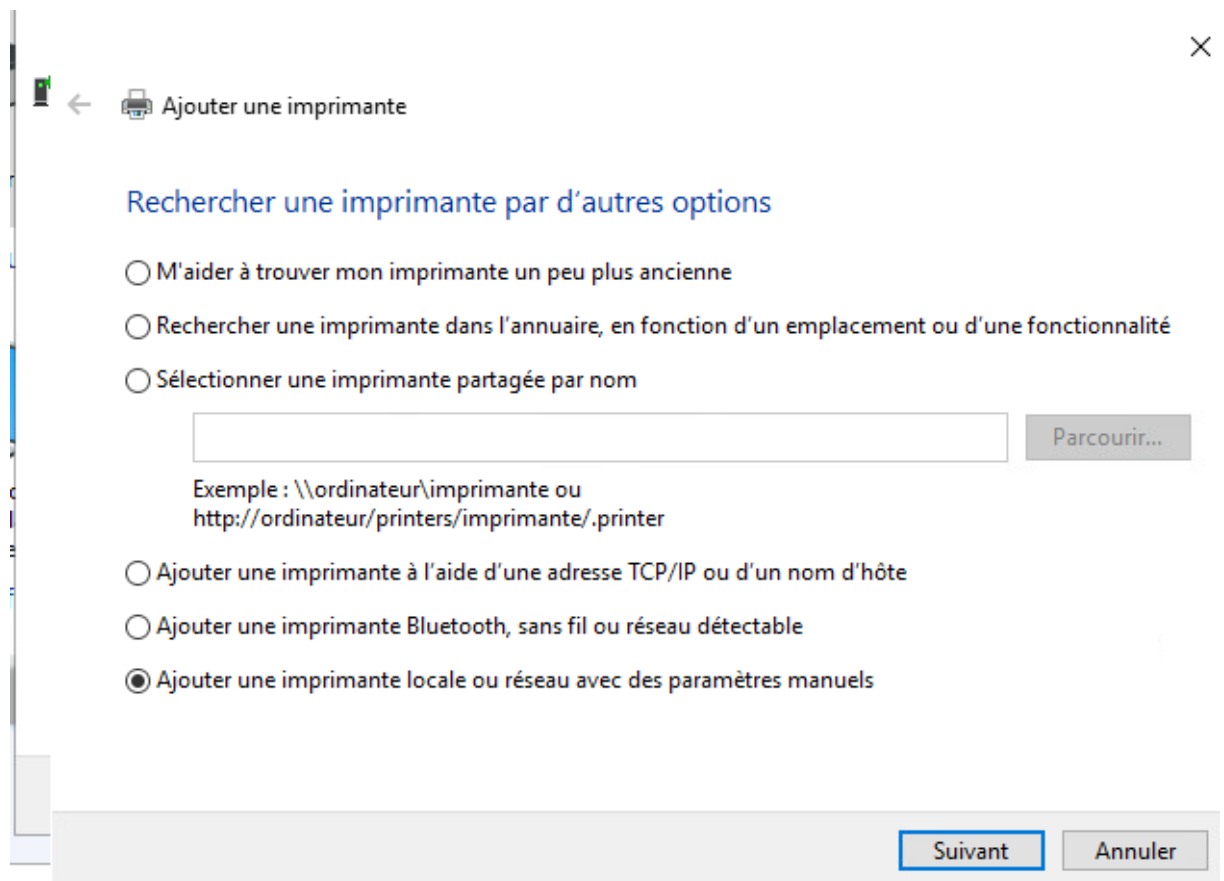 Ajouter une imprimante
Rechercher une imprimante par d'autres options
M'aider à trouver mon imprimante un peu plus ancienne
Rechercher une imprimante dans l'annuaire, en fonction d'un emplacement ou d'une fonctionnalité
Sélectionner une imprimante partagée par nom
Parcourir...
Exemple : \\ordinateur\imprimante ou
http://ordinateur/printers/imprimante/.printer
Ajouter une imprimante à l'aide d'une adresse TCP/IP ou d'un nom d'hôte
Ajouter une imprimante Bluetooth, sans fil ou réseau détectable
Ajouter une imprimante locale ou réseau avec des paramètres manuels
Suivant
Annuler